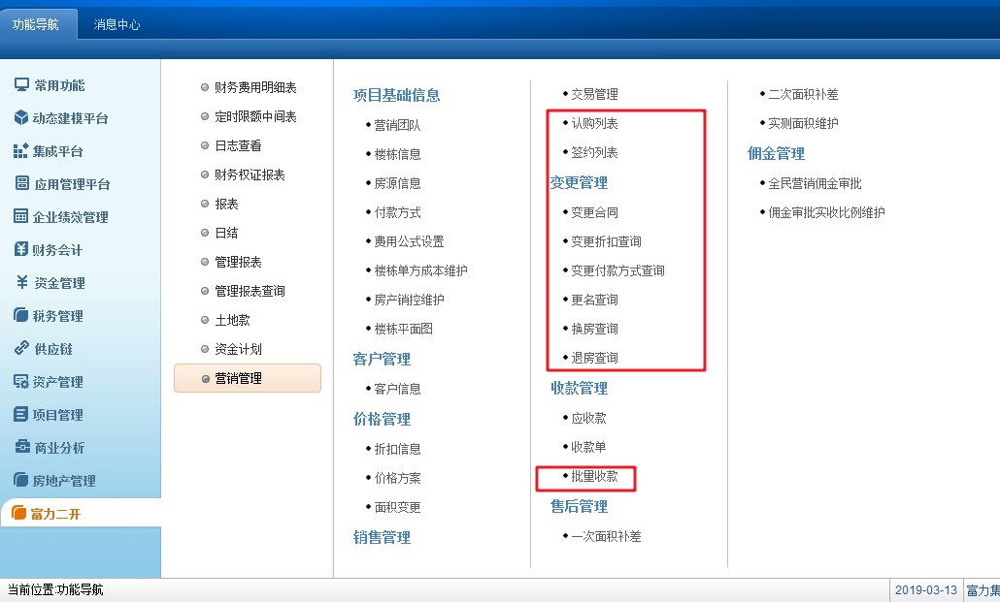 功能导航
消息中心
常用功能
动态建模平台
集成平台
应用管理平台
企业绩效管理
财务会计
资金管理
税务管理
供应链
资产管理
项目管理
商业分析
房地产管理
富力二开
财务费用明细表
定时限额中间表
日志查看
财务权证报表
报表
日结
管理报表
管理报表查询
土地款
资金计划
营销管理
项目基础信息
营销团队
楼栋信息
房源信息
付款方式
费用公式设置
楼栋单方成本维护
房产销控维护
楼栋平面图
客户管理
客户信息
价格管理
折扣信息
价格方案
面积变更
销售管理
交易管理
认购列表
签约列表
变更管理
变更合同
变更折扣查询
变更付款方式查询
更名查询
换房查询
退房查询
收款管理
应收款
收款单
批量收款
售后管理
一次面积补差
二次面积补差
实测面积维护
佣金管理
全民营销佣金审批
佣金审批实收比例维护
当前位置:功能导航
2019-03-13
富力集